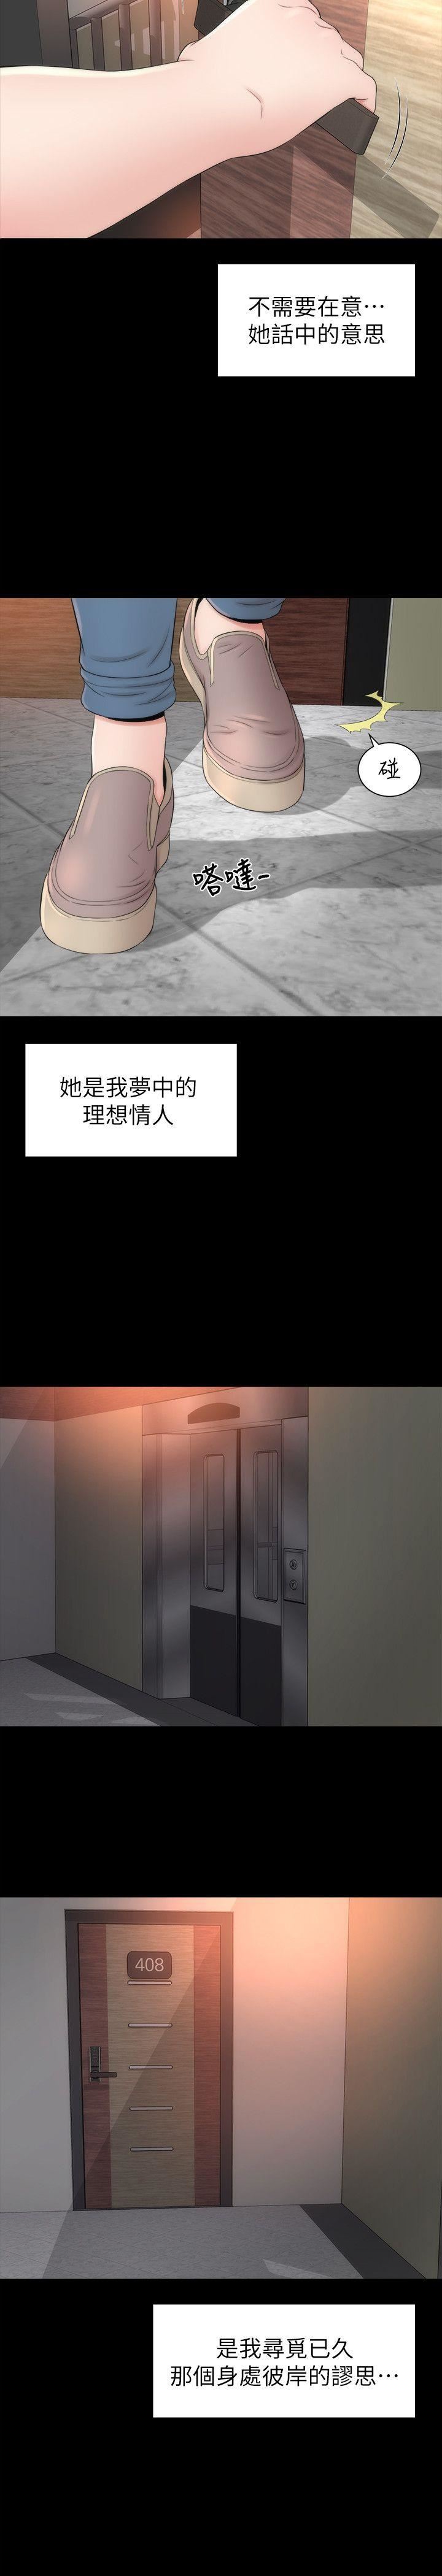 不需要在意…
她話中的意思
碰
嗒噠-
她是我夢中的
理想情人
408
是我尋覓已久
那個身處彼岸的謬思…